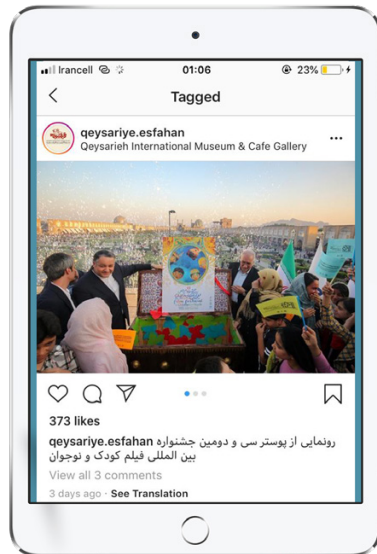 Irancell
01:06
23%
Tagged
qeysariye.esfahan
Qeysarieh International Museum & Cafe Gallery
373 likes
qeysariye.esfahan رونمایی از پوستر سی و دومین جشنواره
بین المللی فیلم کودک و نوجوان
View all 3 comments
3 days ago · See Translation